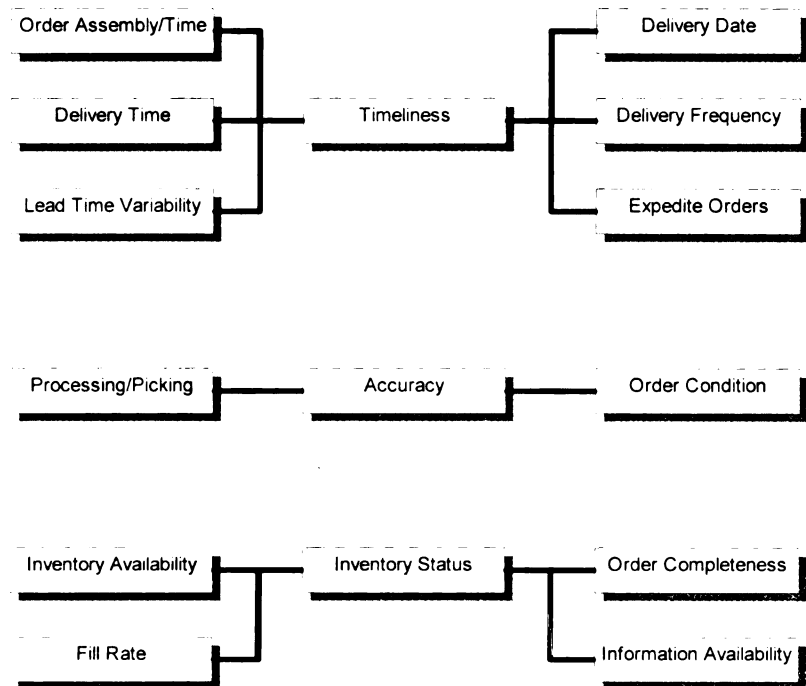 Order Assembly/Time
Delivery Date
Delivery Time
Timeliness
Delivery Frequency
Lead Time Variability
Expedite Orders
Processing/Picking
Accuracy
Order Condition
Inventory Availability
Inventory Status
Order Completeness
Fill Rate
Information Availability